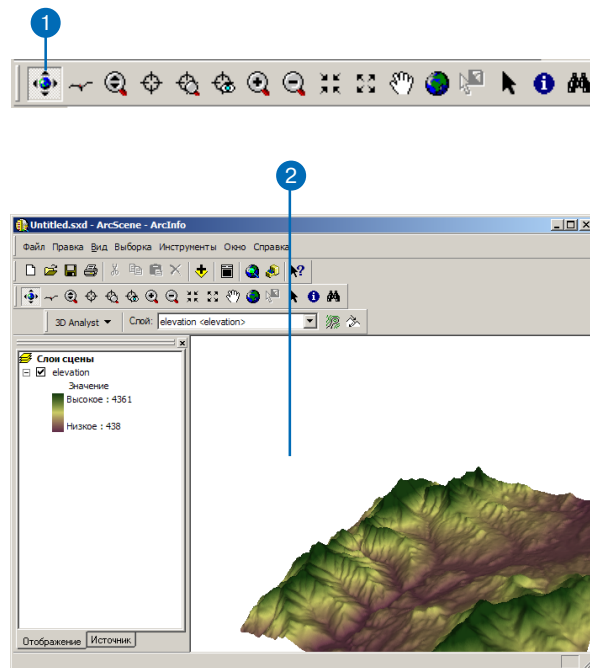 1
2
Untitled.sxd - ArcScene - ArcInfo
Файл Правка Вид Выборка Инструменты Окно Справка
3D Analyst Слой: elevation <elevation>
Слои сцены
elevation
Значение
Высокое : 4361
Низкое : 438
Отображение Источник